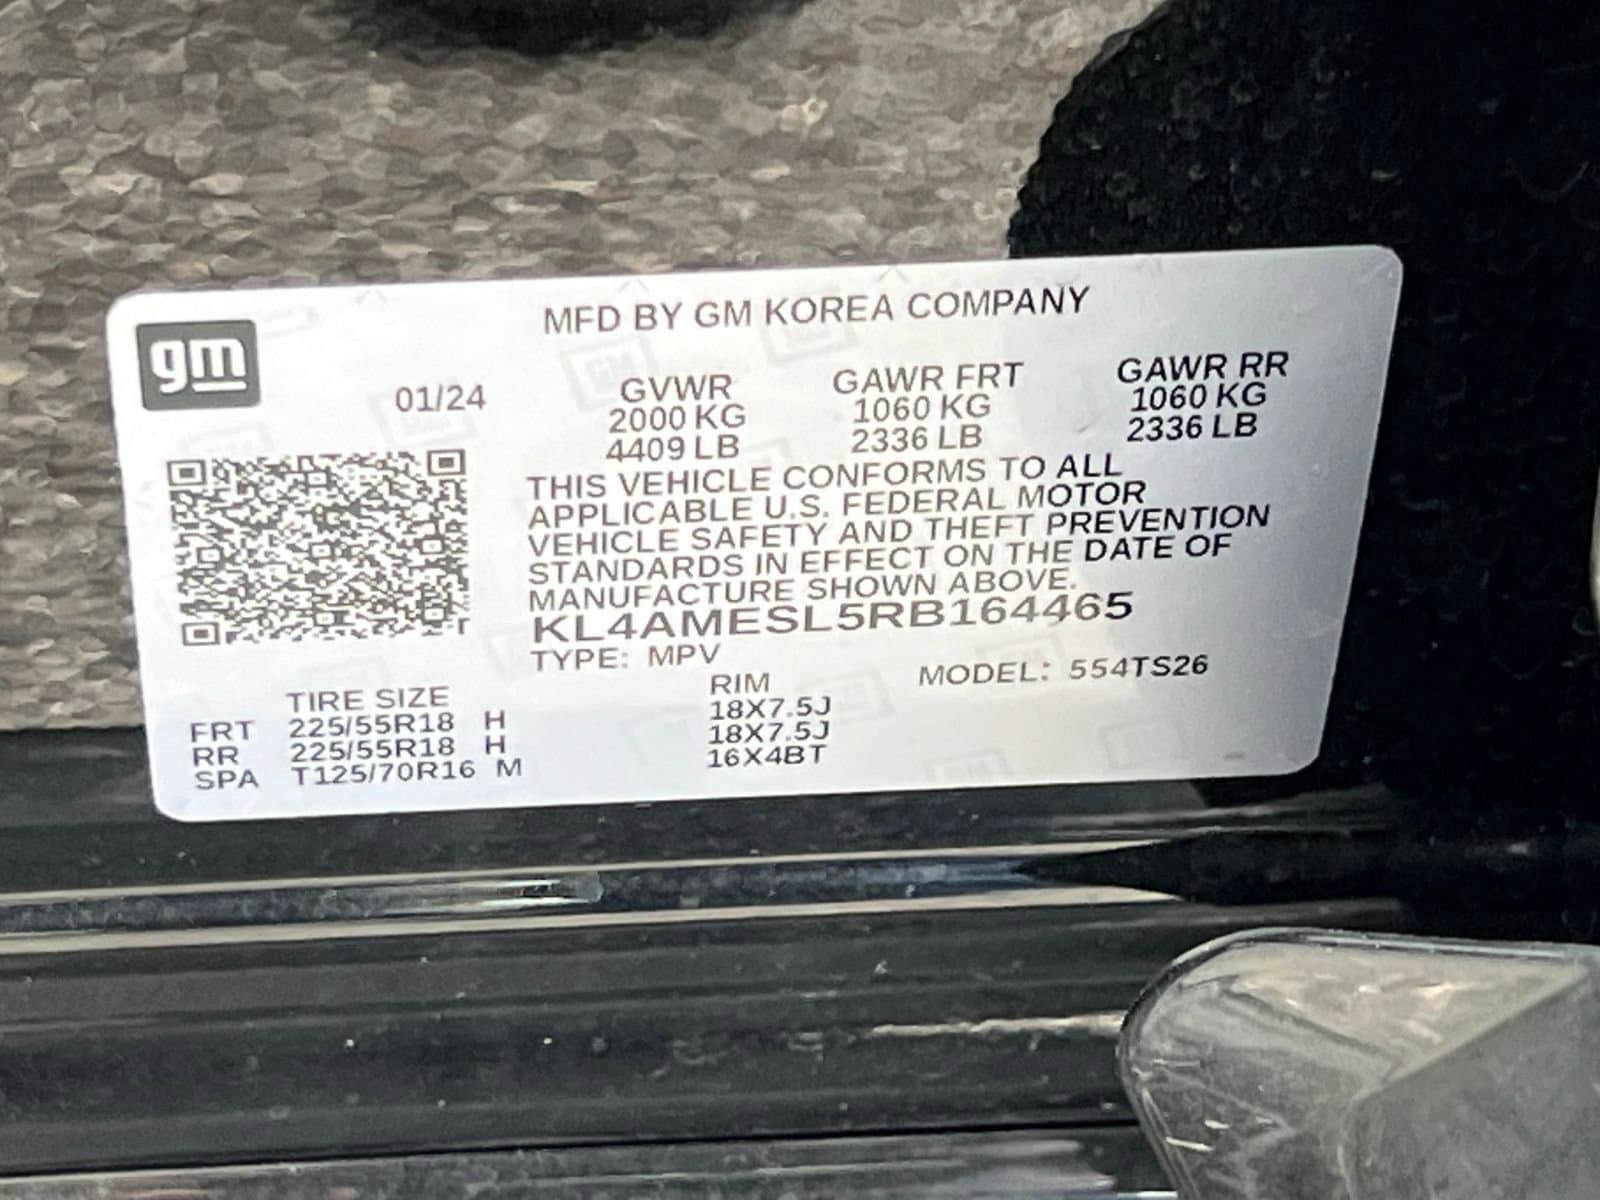 gm
MFD BY GM KOREA COMPANY
01/24
GVWR GAWR FRT GAWR RR
2000 KG 1060 KG 1060 KG
4409 LB 2336 LB 2336 LB
THIS VEHICLE CONFORMS TO ALL
APPLICABLE U.S. FEDERAL MOTOR
VEHICLE SAFETY AND THEFT PREVENTION
STANDARDS IN EFFECT ON THE DATE OF
MANUFACTURE SHOWN ABOVE.
KL4AMESL5RB164465
TYPE: MPV MODEL: 554TS26
TIRE SIZE RIM
FRT 225/55R18 H 18X7.5J
RR 225/55R18 H 18X7.5J
SPA T125/70R16 M 16X4BT